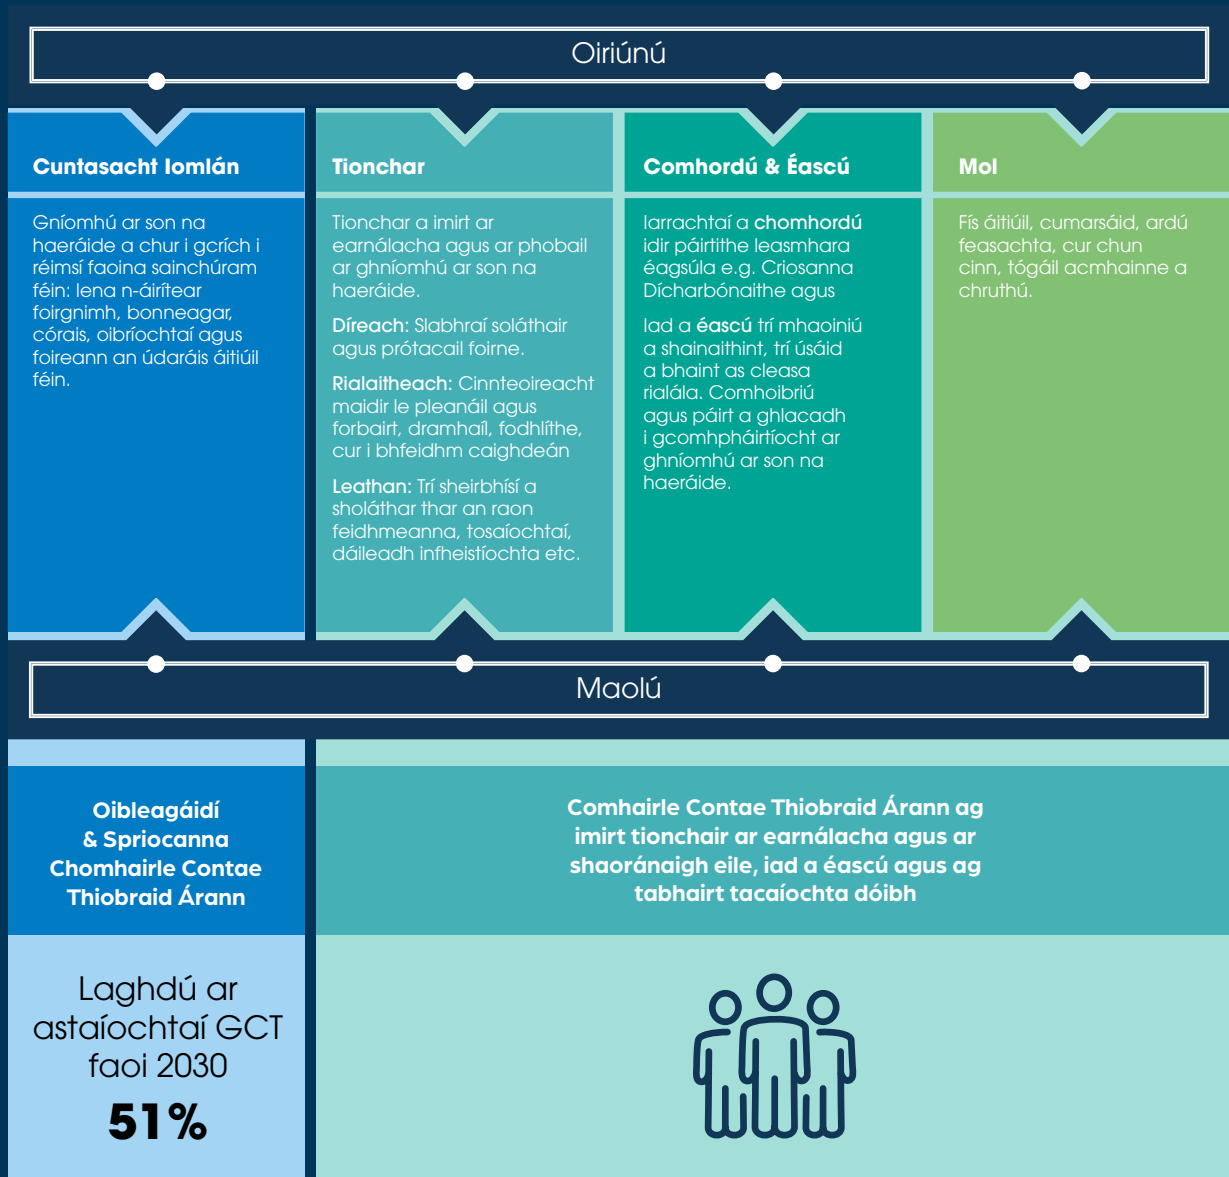 Oiriúnú
Cuntasacht Iomlán
Gníomhú ar son na
haeráide a chur i gcrích i
réimsí faoina sainchúram
féin: lena n-áirítear
foirgnimh, bonneagar,
córais, oibríochtaí agus
foireann an údaráis áitiúil
féin.
Tionchar
Tionchar a imirt ar
earnálacha agus ar phobail
ar ghníomhú ar son na
haeráide.
Díreach: Slabhraí soláthair
agus prótacail foirne.
Rialaitheach: Cinnteoireacht
maidir le pleanáil agus
forbairt, dramhaíl, fodhlíthe,
cur i bhfeidhm caighdeán
Leathan: Trí sheirbhísí a
sholáthar thar an raon
feidhmeanna, tosaíochtaí,
dáileadh infheistíochta etc.
Comhordú & Éascú
Iarrachtaí a chomhordú
idir páirtithe leasmhara
éagsúla e.g. Criosanna
Dícharbónaithe agus
Iad a éascú trí mhaoiniú
a shainaithint, trí úsáid
a bhaint as cleasa
rialála. Comhoibriú
agus páirt a ghlacadh
i gcomhpháirtíocht ar
ghníomhú ar son na
haeráide.
Mol
Fís áitiúil, cumarsáid, ardú
feasachta, cur chun
cinn, tógáil acmhainne a
chruthú.
Maolú
Oibleagáidí
& Spriocanna
Chomhairle Contae
Thiobraid Árann
Laghdú ar
astaíochtaí GCT
faoi 2030
51%
Comhairle Contae Thiobraid Árann ag
imirt tionchair ar earnálacha agus ar
shaoránaigh eile, iad a éascú agus ag
tabhairt tacaíochta dóibh